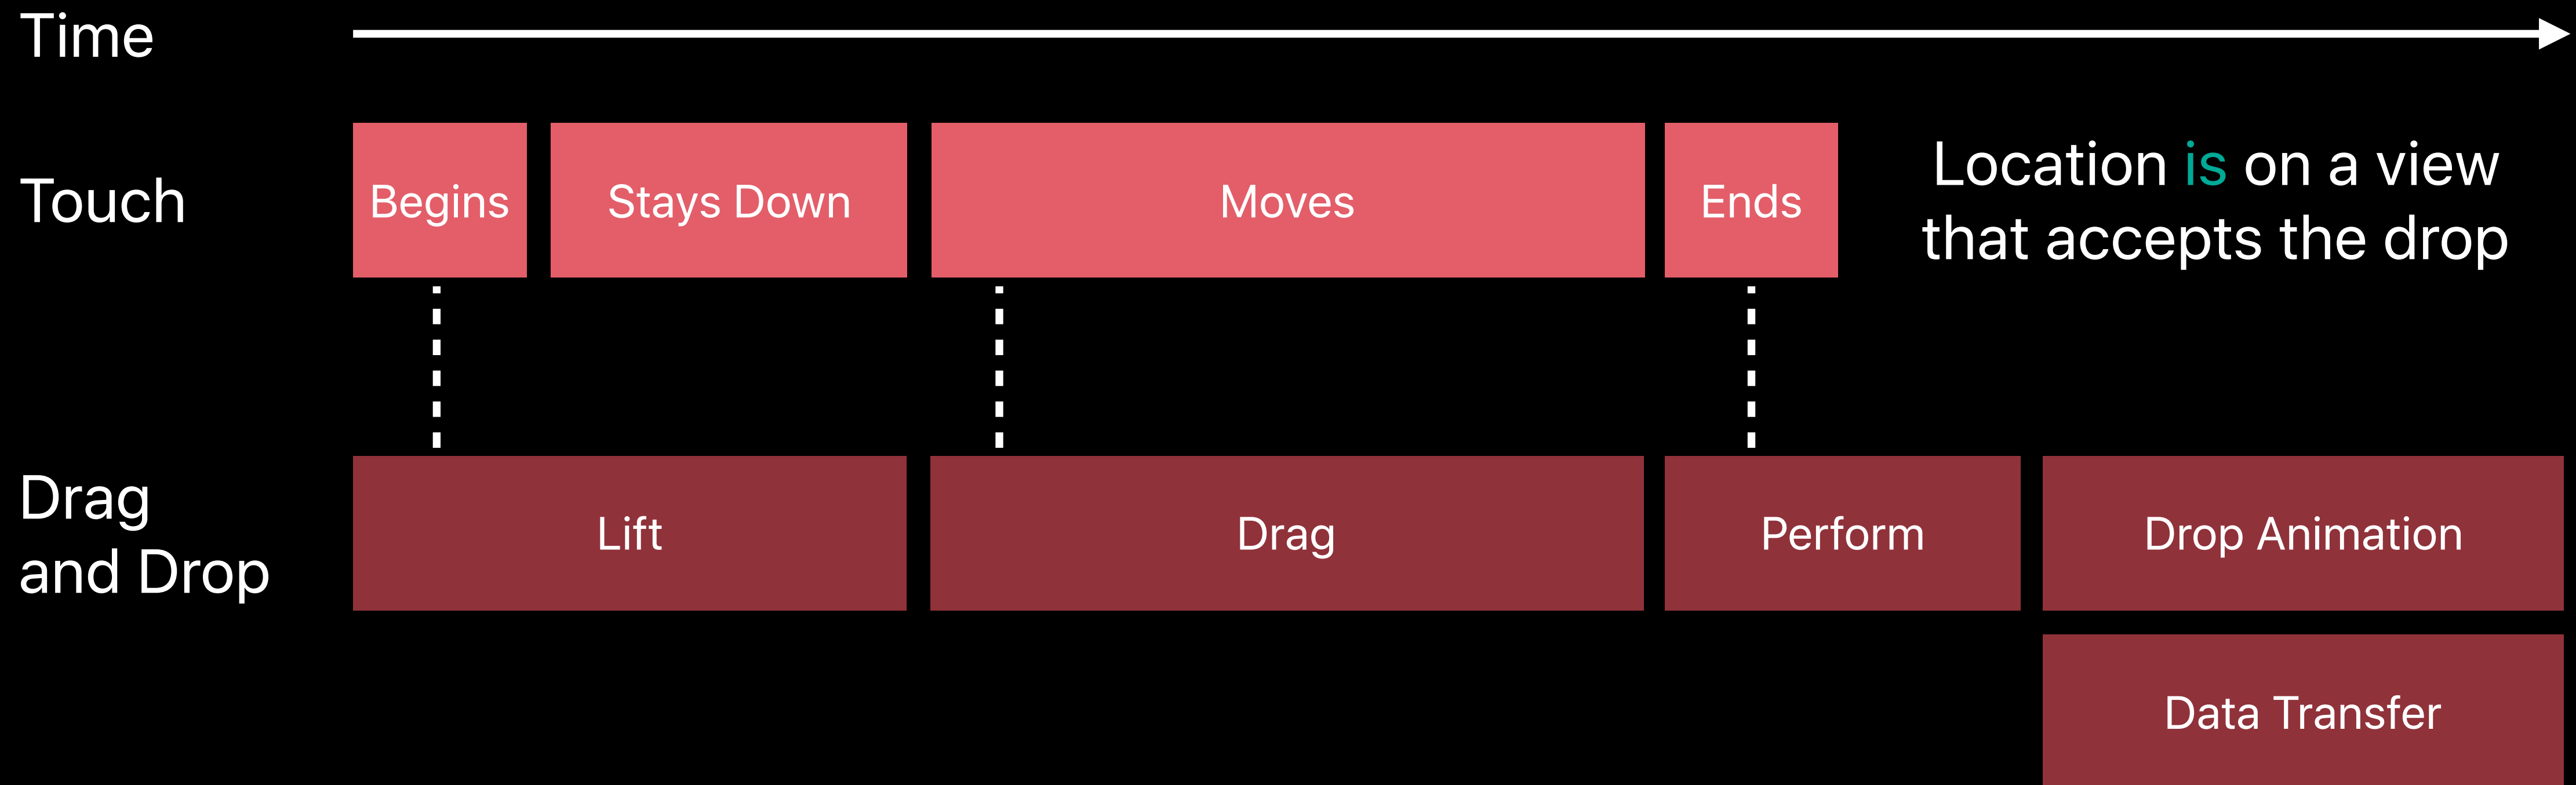 Time
Touch
Begins
Stays Down
Moves
Ends
Location is on a view
that accepts the drop
Drag
and Drop
Lift
Drag
Perform
Drop Animation
Data Transfer